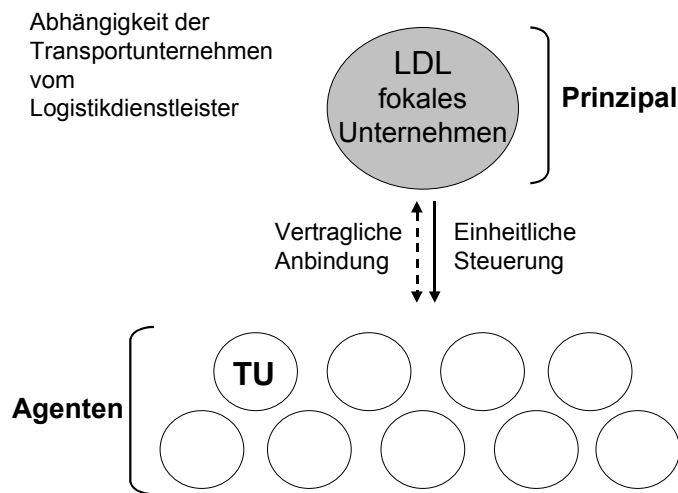 Abhängigkeit der
Transportunternehmen
vom
Logistikdienstleister
LDL
fokales
Unternehmen
Prinzipal
Vertragliche
Anbindung
Einheitliche
Steuerung
TU
Agenten